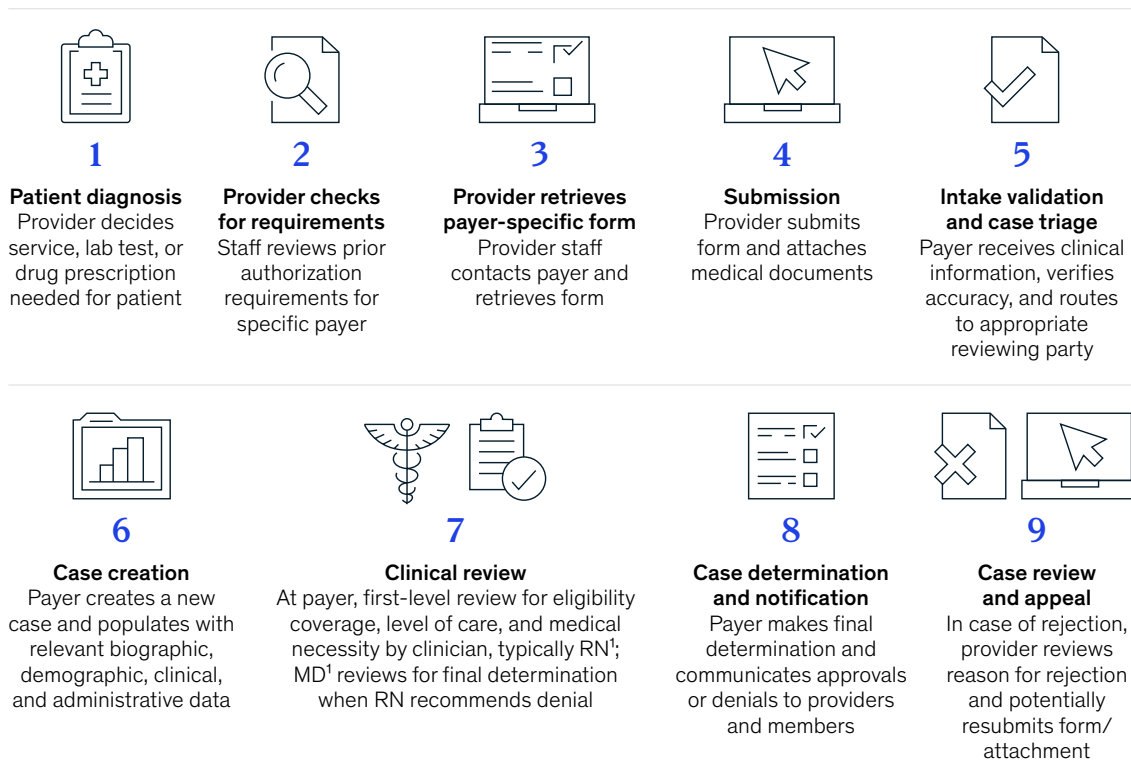 1
Patient diagnosis
Provider decides
service, lab test, or
drug prescription
needed for patient
2
Provider checks
for requirements
Staff reviews prior
authorization
requirements for
specific payer
3
Provider retrieves
payer-specific form
Provider staff
contacts payer and
retrieves form
4
Submission
Provider submits
form and attaches
medical documents
5
Intake validation
and case triage
Payer receives clinical
information, verifies
accuracy, and routes
to appropriate
reviewing party
6
Case creation
Payer creates a new
case and populates with
relevant biographic,
demographic, clinical,
and administrative data
7
Clinical review
At payer, first-level review for eligibility
coverage, level of care, and medical
necessity by clinician, typically RN¹;
MD¹ reviews for final determination
when RN recommends denial
8
Case determination
and notification
Payer makes final
determination and
communicates approvals
or denials to providers
and members
9
Case review
and appeal
In case of rejection,
provider reviews
reason for rejection
and potentially
resubmits form/
attachment